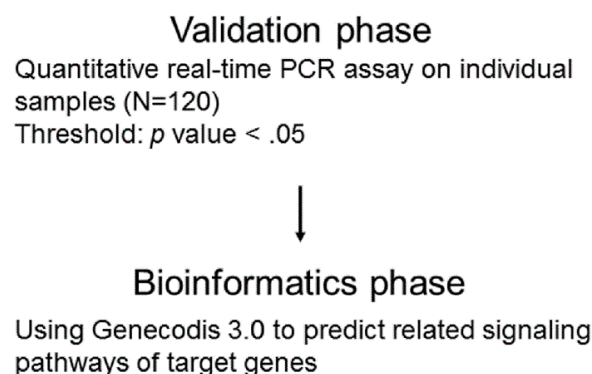 Validation phase
Quantitative real-time PCR assay on individual
samples (N=120)
Threshold: p value < .05
Bioinformatics phase
Using Genecodis 3.0 to predict related signaling
pathways of target genes